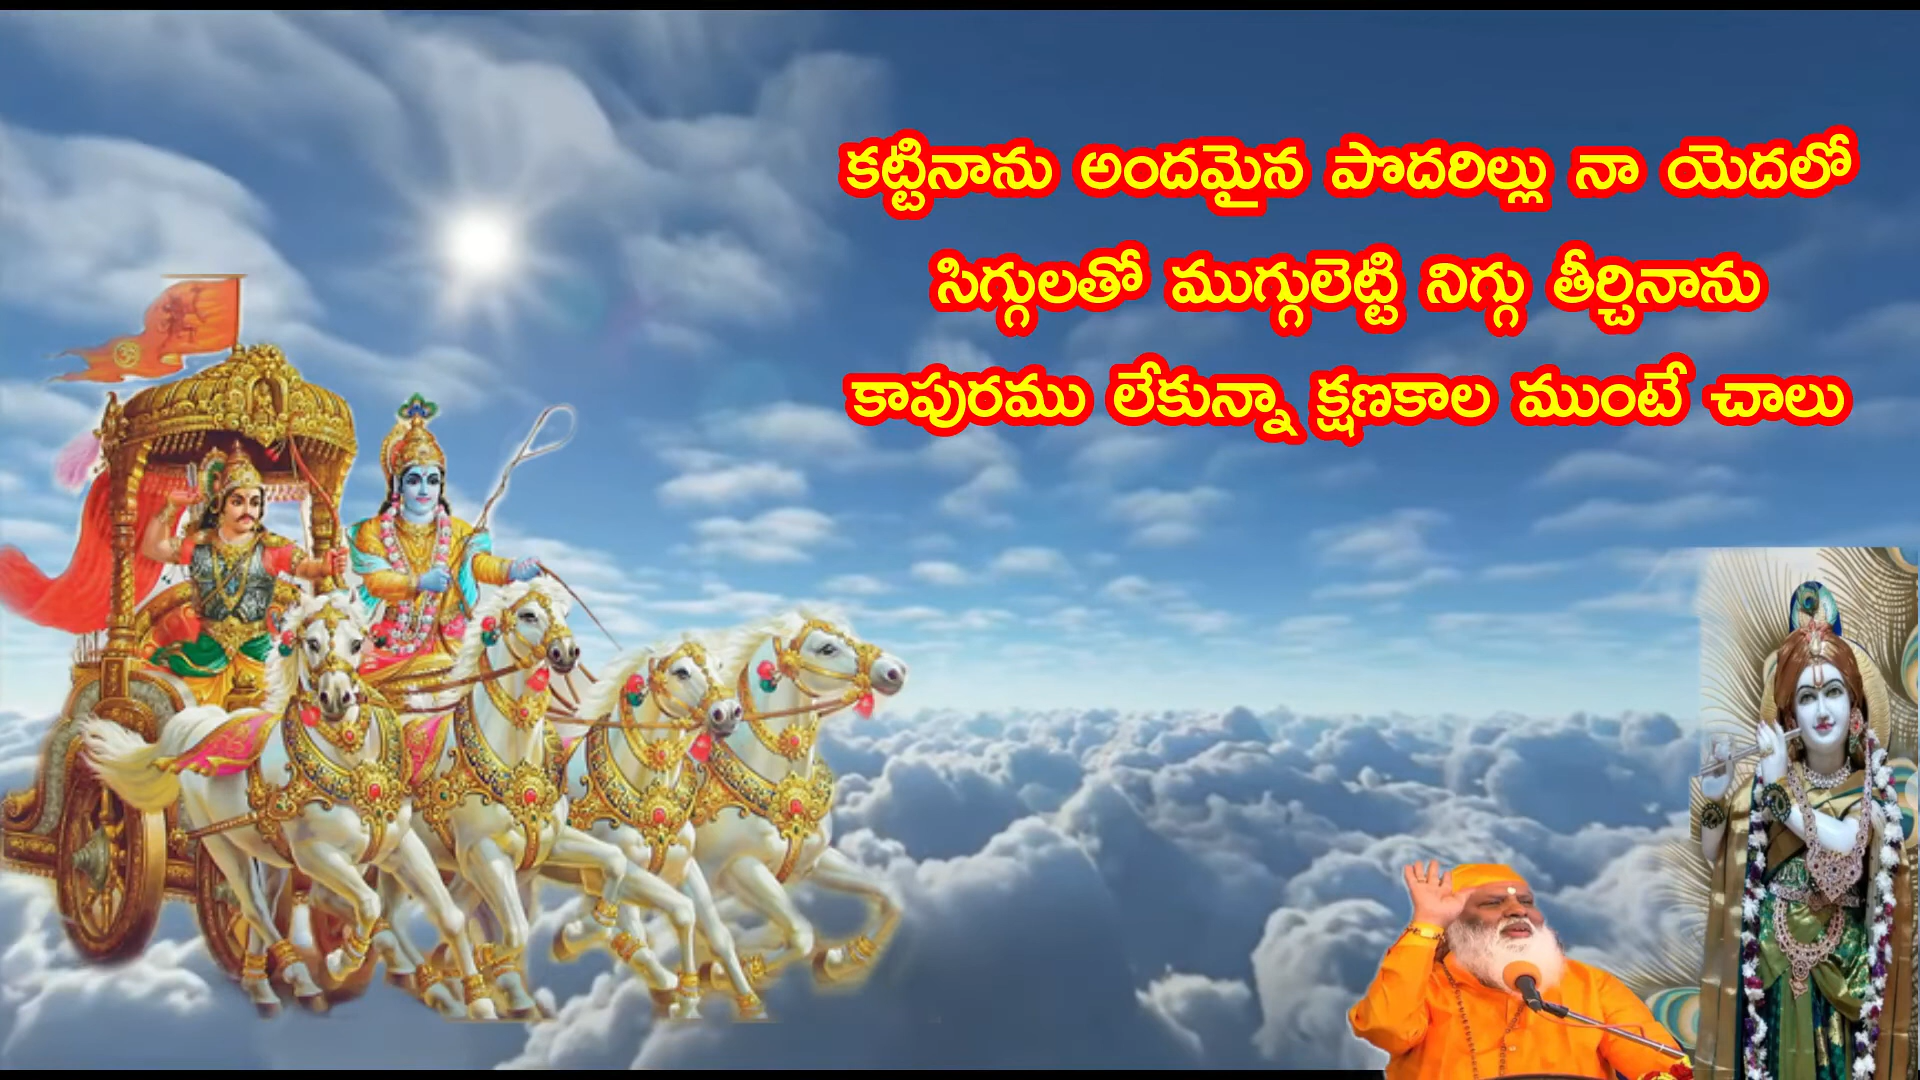 కట్టినాను అందమైన పొదరిల్లు నా యెదలో
సిగ్గులతో ముగ్గులెట్టి నిగ్గు తీర్చినాను
కాపురము లేకున్నా క్షణకాల ముంటే చాలు